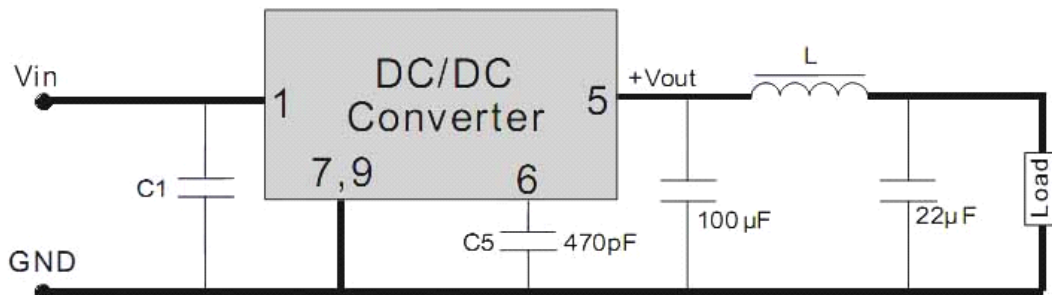 Vin
DC/DC
Converter
1
5
7,9
6
+Vout
L
C1
C5
470pF
100µF
22µF
Load
GND